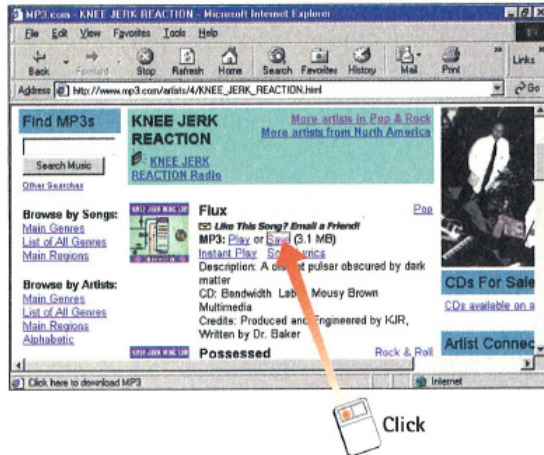 MP3.com - KNEE JERK REACTION - Microsoft Internet Explorer
File Edit View Favorites Tools Help
Back Forward Stop Refresh Home Search Favorites History Mail Print Links
Address http://www.mp3.com/artists/4/KNEE_JERK_REACTION.html Go
Find MP3s
Search Music
Other Searches
Browse by Songs:
Main Genres
List of All Genres
Main Regions
Browse by Artists:
Main Genres
List of All Genres
Main Regions
Alphabetic
KNEE JERK
REACTION
KNEE JERK
REACTION Radio
More artists in Pop & Rock
More artists from North America
KNEE JERK REACTION
Flux Pop
Like This Song? Email a Friend!
MP3: Play or Save (3.1 MB)
Instant Play
Description: A pulsar obscured by dark
matter
CD: Bandwidth Mousy Brown
Multimedia
Credits: Produced and Engineered by KJR,
Written by Dr. Baker
KNEE JERK REACTION
Possessed Rock & Roll
CDs For Sale
CDs available on a
Artist Connec
Click here to download MP3 Internet
Click